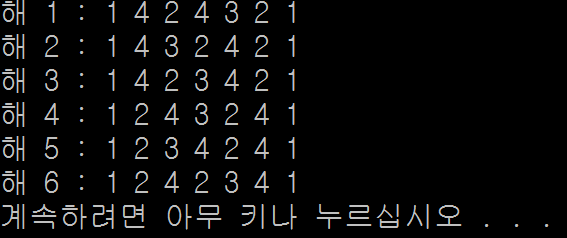 해 1 : 1 4 2 4 3 2 1
해 2 : 1 4 3 2 4 2 1
해 3 : 1 4 2 3 4 2 1
해 4 : 1 2 4 3 2 4 1
해 5 : 1 2 3 4 2 4 1
해 6 : 1 2 4 2 3 4 1
계속하려면 아무 키나 누르십시오 . . .